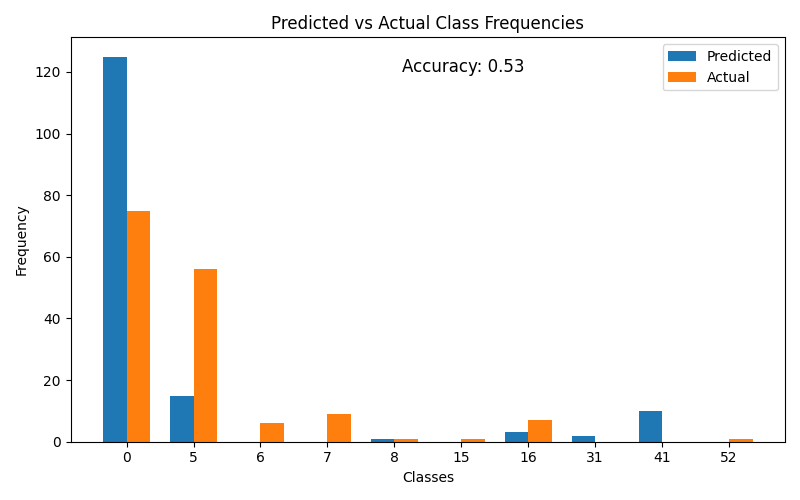 Predicted vs Actual Class Frequencies
Accuracy: 0.53
Predicted
Actual
Frequency
120
100
80
60
40
20
0
0 5 6 7 8 15 16 31 41 52
Classes